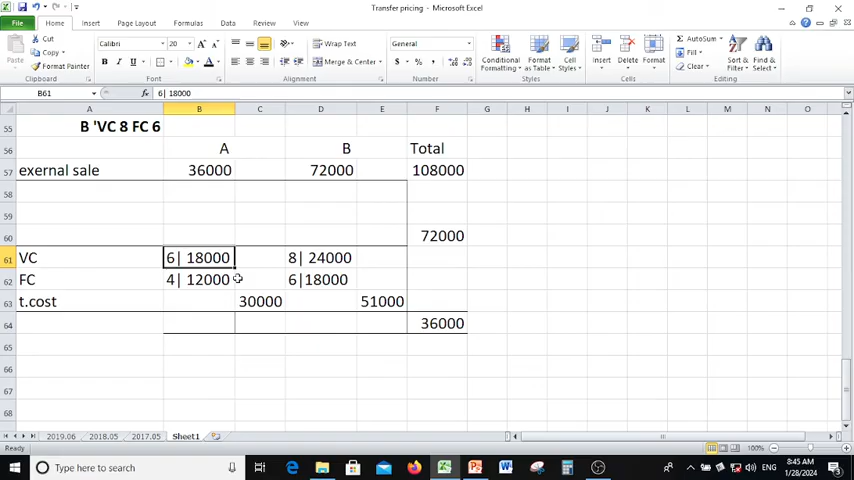 Transfer pricing - Microsoft Excel
File Home Insert Page Layout Formulas Data Review View
Cut
Copy
Format Painter
Paste
Clipboard
Calibri 20
B I U
Font
Wrap Text
Merge & Center
Alignment
General
$ % ,
Number
Conditional Formatting
Format as Table
Cell Styles
Styles
Insert Delete Format
Cells
Σ AutoSum
Fill
Clear
Sort & Filter
Find & Select
Editing
B61 fx 6| 18000
A B C D E F G H I J K L M N O P
55 B 'VC 8 FC 6
56 A B Total
57 exernal sale 36000 72000 108000
58
59
60 72000
61 VC 6| 18000 8| 24000
62 FC 4| 12000 6|18000
63 t.cost 30000 51000
64 36000
65
66
67
68
2019.06 2018.05 2017.05 Sheet1
100%
Type here to search
ENG
8:45 AM
1/28/2024
3